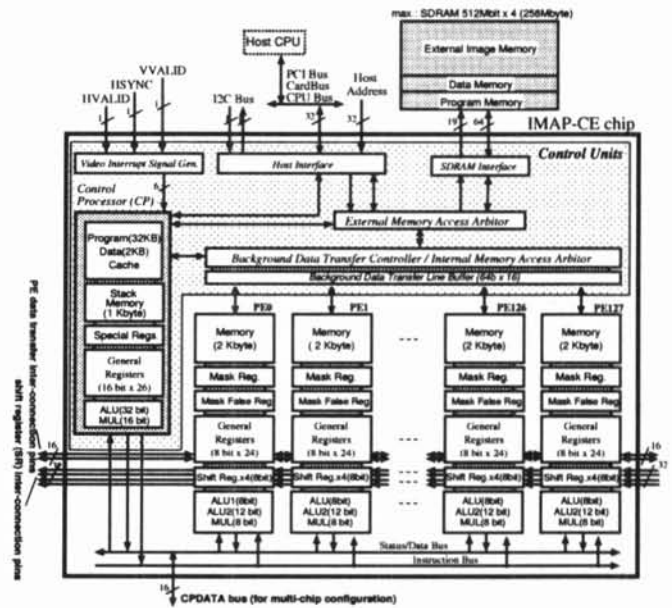 max : SDRAM 512Mbit x 4 (256Mbyte)
Host CPU
External Image Memory
Data Memory
Program Memory
VVALID
HSYNC
HVALID
I2C Bus
PCI Bus
CardBus
CPU Bus
Host
Address
1
1
1
32
32
19
64
IMAP-CE chip
Video Interrupt Signal Gen.
Host Interface
SDRAM Interface
Control Units
6
Control
Processor (CP)
External Memory Access Arbitor
Program(32KB)
Data(2KB)
Cache
Background Data Transfer Controller / Internal Memory Access Arbitor
Background Data Transfer Line Buffer (64b x 16)
Stack
Memory
(1 Kbyte)
Special Regs
General
Registers
(16 bit x 26)
ALU(32 bit)
MUL(16 bit)
PE0
PE1
PE126
PE127
Memory
(2 Kbyte)
Memory
( 2 Kbyte)
Memory
(2 Kbyte)
Memory
(2 Kbyte)
Mask Reg.
Mask Reg.
Mask Reg.
Mask Reg.
Mask False Reg
Mask False Reg
Mask False Reg
Mask False Reg
General
Registers
(8 bit x 24)
General
Registers
(8 bit x 24)
General
Registers
(8 bit x 24)
General
Registers
(8 bit x 24)
Shift Reg.x4(8bit)
Shift Reg.x4(8bit)
Shift Reg.x4(8bit)
Shift Reg.x4(8bit)
ALU1(8bit)
ALU2(12 bit)
MUL(8 bit)
ALU(8bit)
ALU2(12 bit)
MUL(8 bit)
ALU(8bit)
ALU2(12 bit)
MUL(8 bit)
ALU(8bit)
ALU2(12 bit)
MUL(8 bit)
16
16
32
PE data transfer inter-connection pins
shift register (SR) inter-connection pins
Status/Data Bus
Instruction Bus
16
CPDATA bus (for multi-chip configuration)